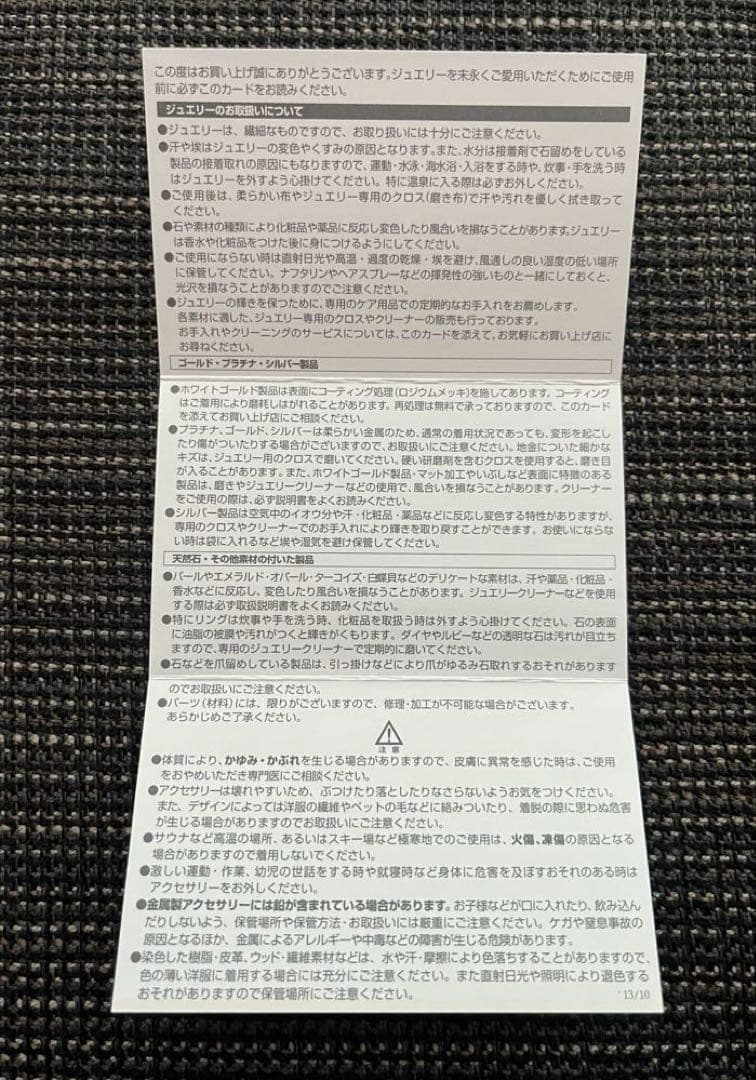 この度はお買い上げ誠にありがとうございます。ジュエリーを末永くご愛用いただくためにご使用
前に必ずこのカードをお読みください。
ジュエリーのお取扱いについて
●ジュエリーは、繊細なものですので、お取り扱いには十分にご注意ください。
●汗や埃はジュエリーの変色やくすみの原因となります。また、水分は接着剤で石留めをしている
製品の接着取れの原因にもなりますので、運動・水泳・海水浴・入浴をする時や、炊事・手を洗う時
はジュエリーを外すよう心掛けてください。特に温泉に入る際は必ずお外しください。
●ご使用後は、柔らかい布やジュエリー専用のクロス(磨き布)で汗や汚れを優しく拭き取って
ください。
●石や素材の種類により化粧品や薬品に反応し変色したり風合いを損なうことがあります。ジュエリー
は香水や化粧品をつけた後に身につけるようにしてください。
●ご使用にならない時は直射日光や高温・過度の乾燥・埃を避け、風通しの良い湿度の低い場所
に保管してください。ナフタリンやヘアスプレーなどの揮発性の強いものと一緒にしておくと、
光沢を損なうことがありますのでご注意ください。
●ジュエリーの輝きを保つために、専用のケア用品での定期的なお手入れをお薦めします。
各素材に適した、ジュエリー専用のクロスやクリーナーの販売も行っております。
お手入れやクリーニングのサービスについては、このカードを添えて、お気軽にお買い上げ店に
お尋ねください。
ゴールド・プラチナ・シルバー製品
●ホワイトゴールド製品は表面にコーティング処理(ロジウムメッキ)を施してあります。コーティング
はご着用により磨耗しはがれることがあります。再処理は無料で承っておりますので、このカード
を添えてお買い上げ店にご相談ください。
●プラチナ、ゴールド、シルバーは柔らかい金属のため、通常の着用状況であっても、変形を起こし
たり傷がついたりする場合がございますので、お取扱いにご注意ください。地金についた細かな
キズは、ジュエリー用のクロスで磨いてください。硬い研磨剤を含むクロスを使用すると、磨き目
が入ることがあります。また、ホワイトゴールド製品・マット加工やいぶしなど表面に特徴のある
製品は、磨きやジュエリークリーナーなどの使用で、風合いを損なうことがあります。クリーナー
をご使用の際は、必ず説明書をよくお読みください。
●シルバー製品は空気中のイオウ分や汗・化粧品・薬品などに反応し変色する特性がありますが、
専用のクロスやクリーナーでのお手入れにより輝きを取り戻すことができます。お使いにならな
い時は袋に入れるなど埃や湿気を避け保管してください。
天然石・その他素材の付いた製品
●パールやエメラルド・オパール・ターコイズ・白蝶貝などのデリケートな素材は、汗や薬品・化粧品・
香水などに反応し、変色したり風合いを損なうことがあります。ジュエリークリーナーなどを使用
する際は必ず取扱説明書をよくお読みください。
●特にリングは炊事や手を洗う時、化粧品を取扱う時は外すよう心掛けてください。石の表面
に油脂の被膜や汚れがつくと輝きがくもります。ダイヤやルビーなどの透明な石は汚れが目立ち
ますので、専用のジュエリークリーナーで定期的に磨いてください。
●石などを爪留めしている製品は、引っ掛けなどにより爪がゆるみ石取れするおそれがあります
のでお取扱いにご注意ください。
●パーツ(材料)には、限りがございますので、修理・加工が不可能な場合がございます。
あらかじめご了承ください。
注意
●体質により、かゆみ・かぶれを生じる場合がありますので、皮膚に異常を感じた時は、ご使用
をおやめいただき専門医にご相談ください。
●アクセサリーは壊れやすいため、ぶつけたり落としたりなさらないようお気をつけください。
また、デザインによっては洋服の繊維やペットの毛などに絡みついたり、着脱の際に思わぬ危害
が生じる場合がありますのでお取扱いにご注意ください。
●サウナなど高温の場所、あるいはスキー場など極寒地でのご使用は、火傷、凍傷の原因となる
場合がありますので着用しないでください。
●激しい運動・作業、幼児の世話をする時や就寝時など身体に危害を及ぼすおそれのある時は
アクセサリーをお外しください。
●金属製アクセサリーには鉛が含まれている場合があります。お子様などが口に入れたり、飲み込ん
だりしないよう、保管場所や保管方法・お取扱いには厳重にご注意ください。ケガや窒息事故の
原因となるほか、金属によるアレルギーや中毒などの障害が生じる危険があります。
●染色した樹脂・皮革、ウッド・繊維素材などは、水や汗・摩擦により色落ちすることがありますので、
色の薄い洋服に着用する場合には充分にご注意ください。また直射日光や照明により退色する
おそれがありますので保管場所にご注意ください。
'13/10